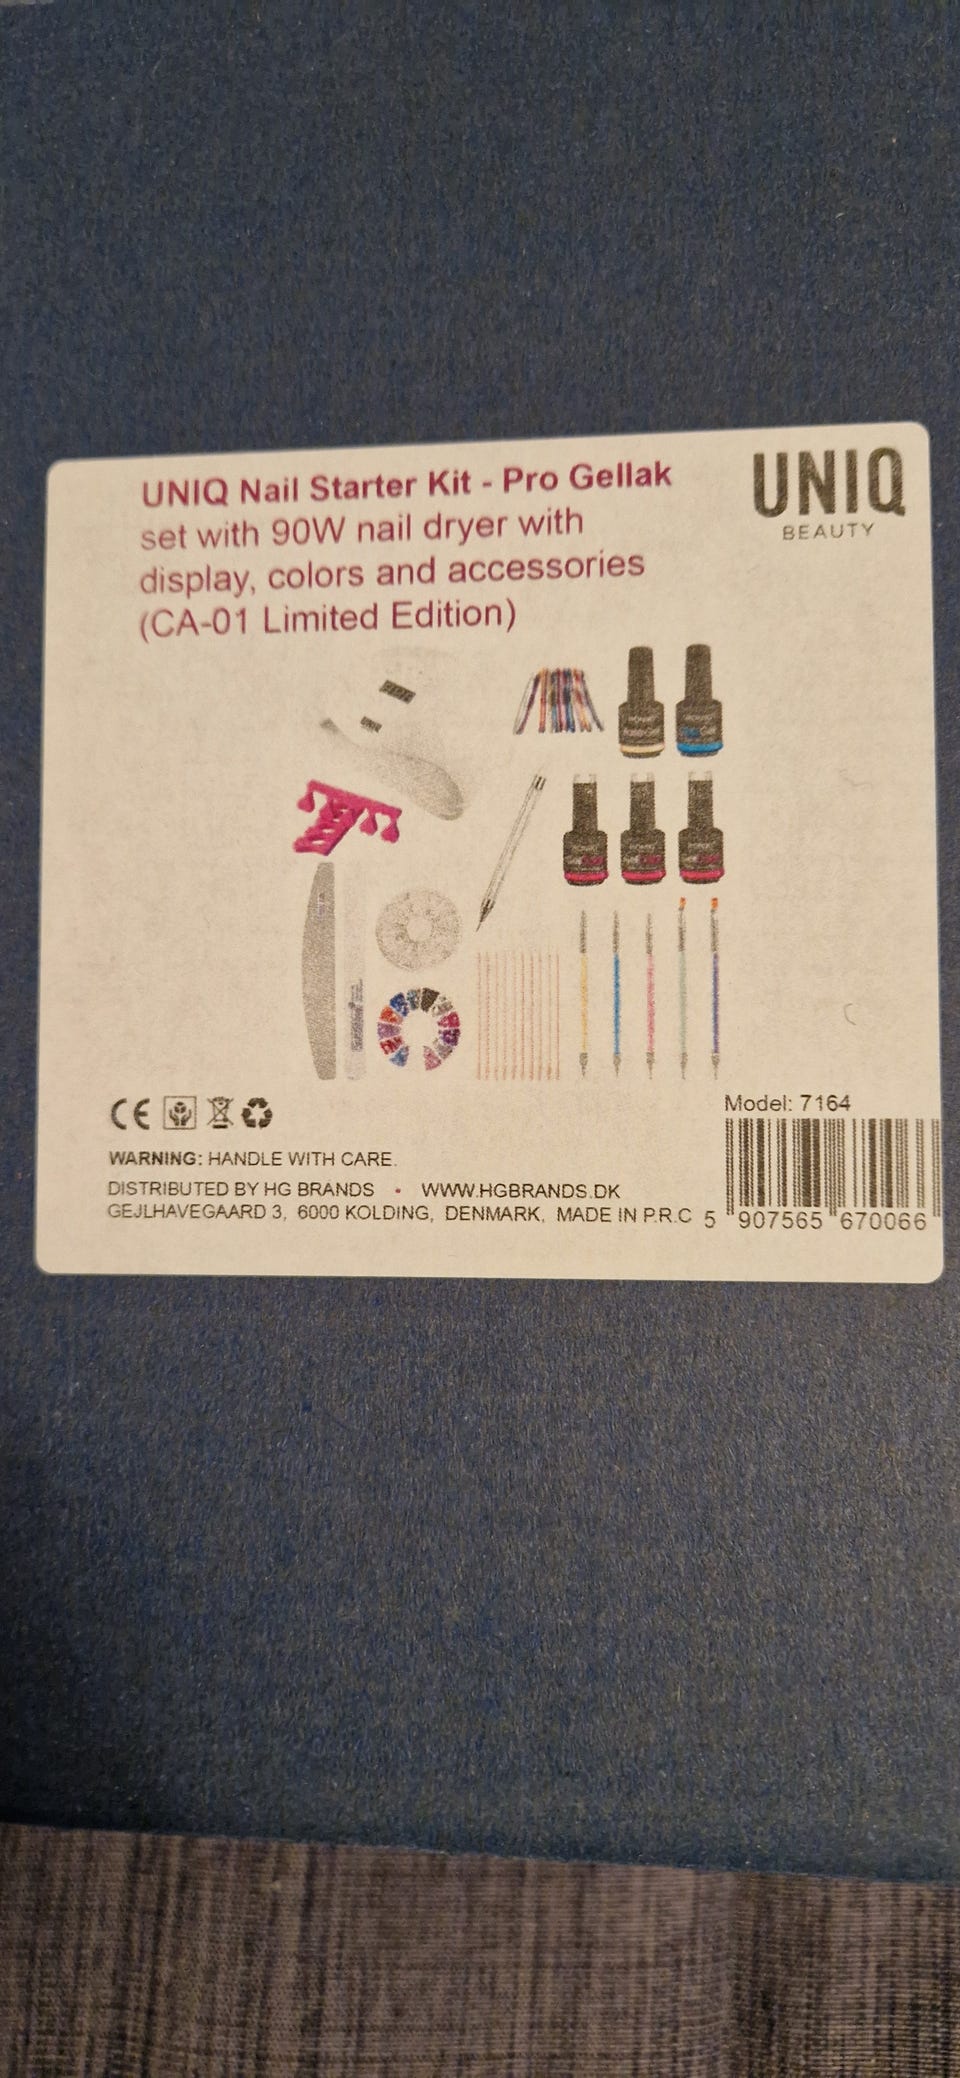 UNIQ Nail Starter Kit - Pro Gellak
set with 90W nail dryer with
display, colors and accessories
(CA-01 Limited Edition)
UNIQ
BEAUTY
CE
Model: 7164
WARNING: HANDLE WITH CARE.
DISTRIBUTED BY HG BRANDS • WWW.HGBRANDS.DK
GEJLHAVEGAARD 3, 6000 KOLDING, DENMARK, MADE IN P.R.C
5 907565 670066